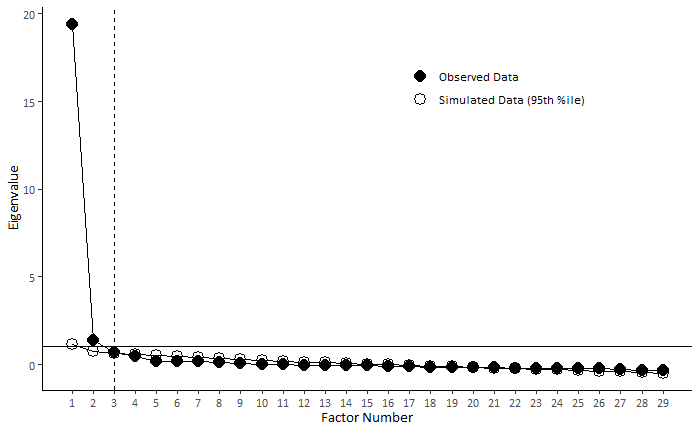 20
15
10
5
0
Eigenvalue
Observed Data
Simulated Data (95th %ile)
1 2 3 4 5 6 7 8 9 10 11 12 13 14 15 16 17 18 19 20 21 22 23 24 25 26 27 28 29
Factor Number